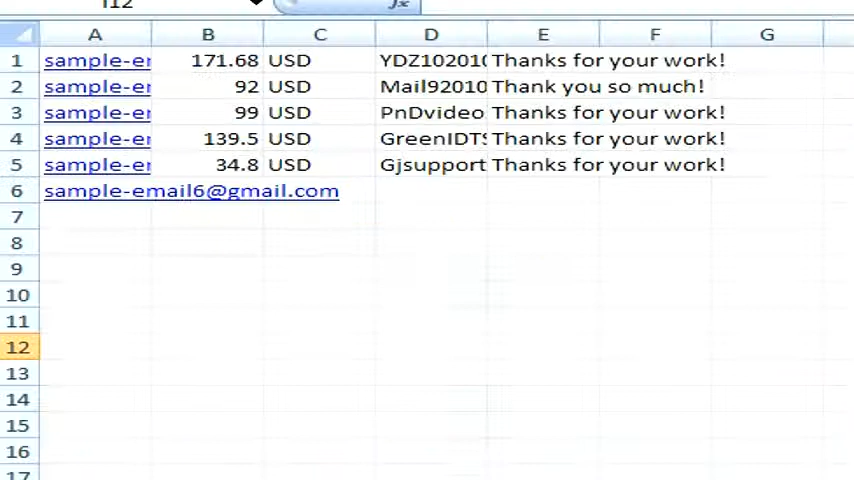 I12
fx
A B C D E F G
1 sample-er 171.68 USD YDZ102010 Thanks for your work!
2 sample-er 92 USD Mail92010 Thank you so much!
3 sample-er 99 USD PnDvideo Thanks for your work!
4 sample-er 139.5 USD GreenIDTS Thanks for your work!
5 sample-er 34.8 USD Gjsupport Thanks for your work!
6 sample-email6@gmail.com
7
8
9
10
11
12
13
14
15
16
17